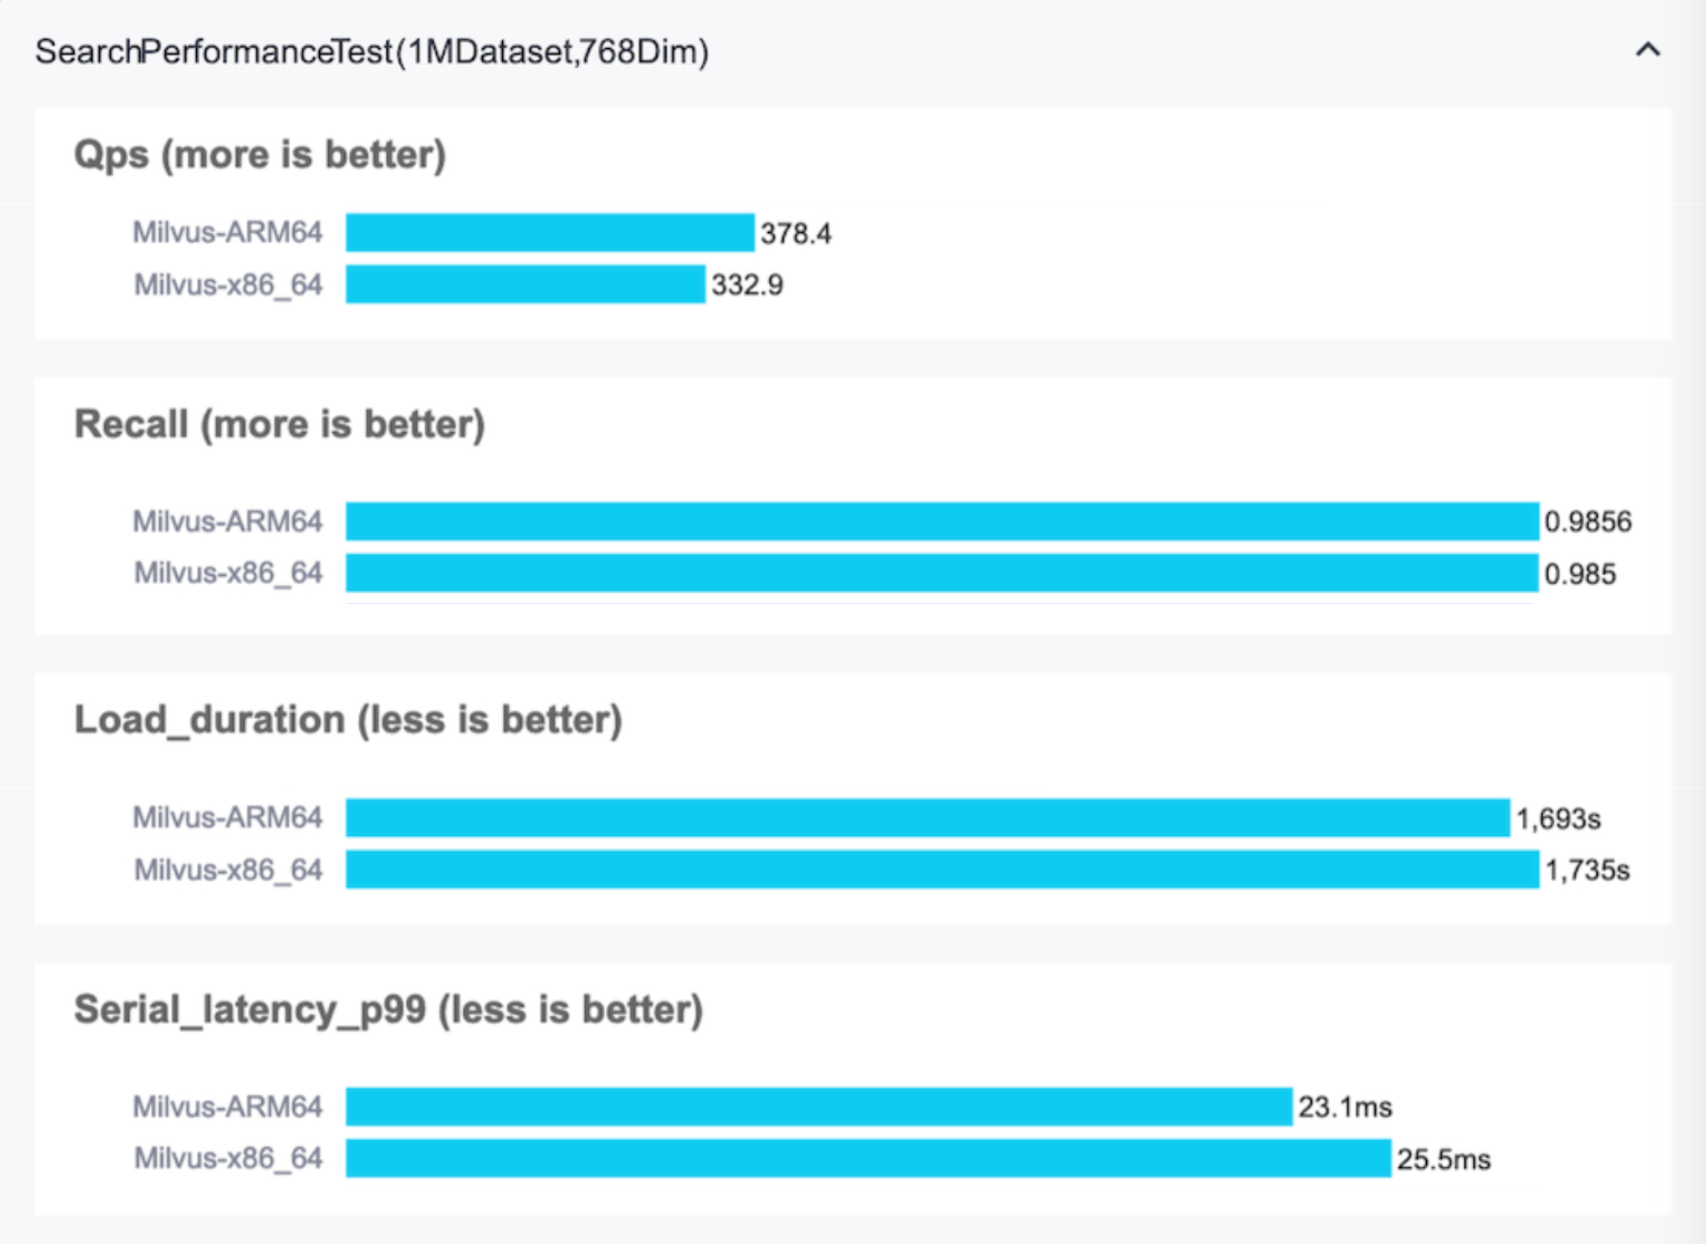 SearchPerformanceTest(1MDataset,768Dim)
Qps (more is better)
Milvus-ARM64 378.4
Milvus-x86_64 332.9
Recall (more is better)
Milvus-ARM64 0.9856
Milvus-x86_64 0.985
Load_duration (less is better)
Milvus-ARM64 1,693s
Milvus-x86_64 1,735s
Serial_latency_p99 (less is better)
Milvus-ARM64 23.1ms
Milvus-x86_64 25.5ms